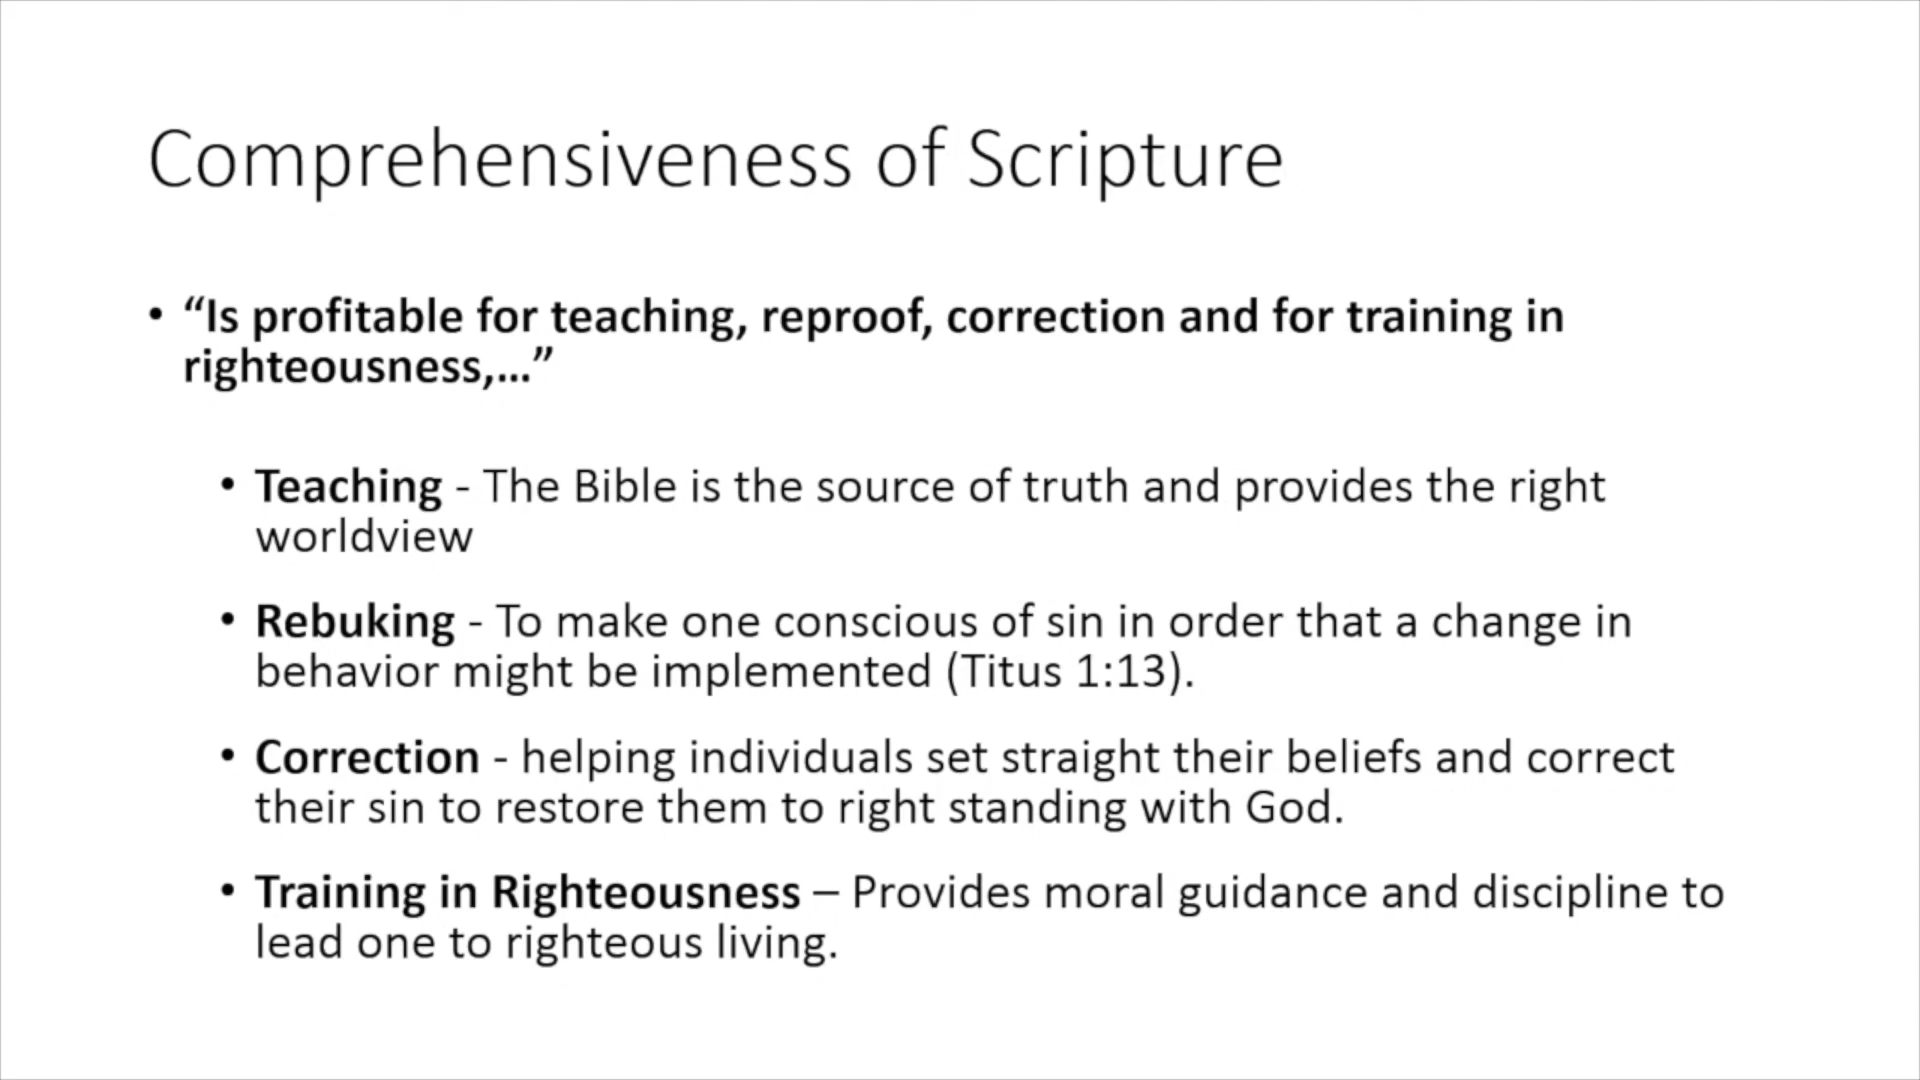 Comprehensiveness of Scripture
• “Is profitable for teaching, reproof, correction and for training in
righteousness,...”
• Teaching - The Bible is the source of truth and provides the right
worldview
• Rebuking - To make one conscious of sin in order that a change in
behavior might be implemented (Titus 1:13).
• Correction - helping individuals set straight their beliefs and correct
their sin to restore them to right standing with God.
• Training in Righteousness – Provides moral guidance and discipline to
lead one to righteous living.